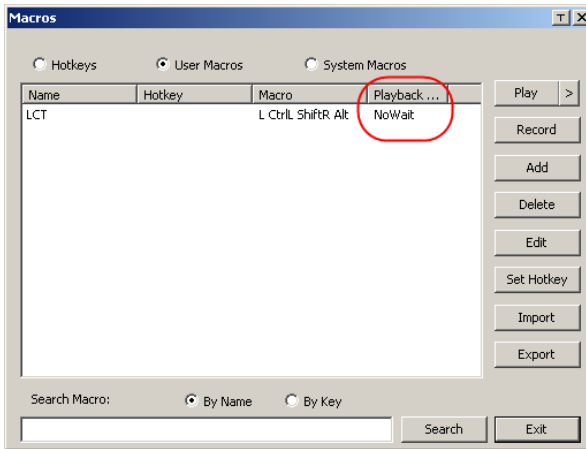 Macros
Hotkeys User Macros System Macros
Name Hotkey Macro Playback ... Play >
LCT L CtrlL ShiftR Alt NoWait
Record
Add
Delete
Edit
Set Hotkey
Import
Export
Search Macro: By Name By Key
Search Exit